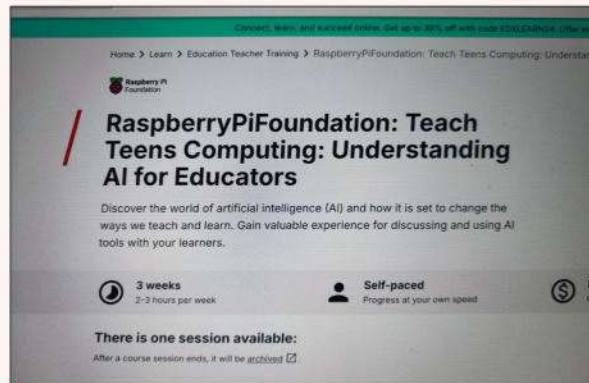 Connect, learn, and succeed online. Get up to 30% off with code EDXLEARN24. Offer
Home > Learn > Education Teacher Training > RaspberryPiFoundation: Teach Teens Computing:
Raspberry Pi
Foundation
RaspberryPiFoundation: Teach
Teens Computing: Understanding
AI for Educators
Discover the world of artificial intelligence (AI) and how it is set to change the
ways we teach and learn. Gain valuable experience for discussing and using AI
tools with your learners.
3 weeks
2–3 hours per week
Self-paced
Progress at your own speed
There is one session available:
After a course session ends, it will be archived